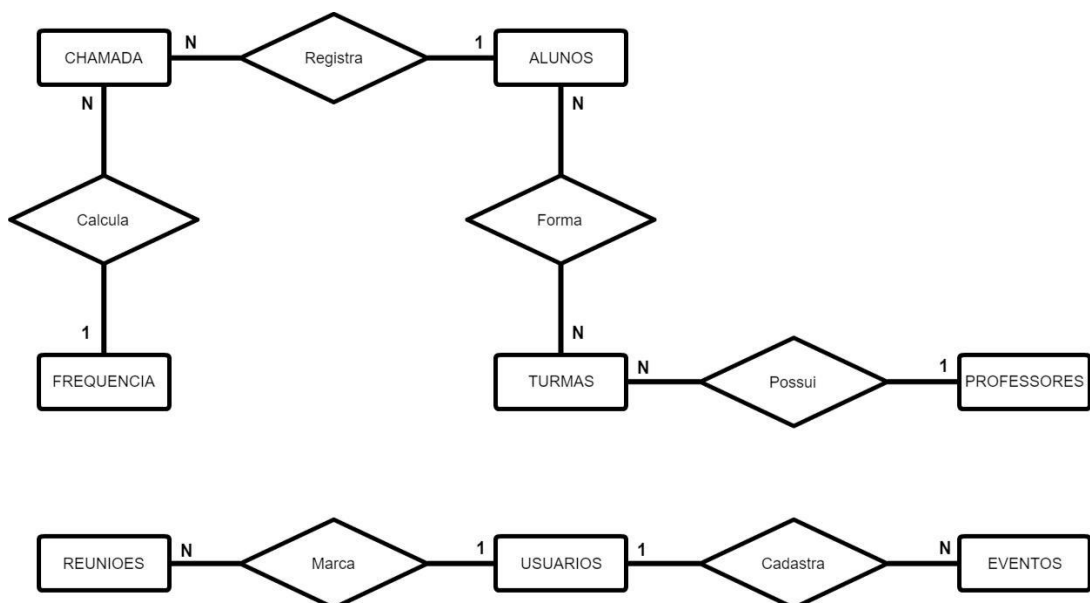 CHAMADA N Registra 1 ALUNOS
N N
Calcula Forma
1 N
FREQUENCIA TURMAS N Possui 1 PROFESSORES
REUNIOES N Marca 1 USUARIOS 1 Cadastra N EVENTOS